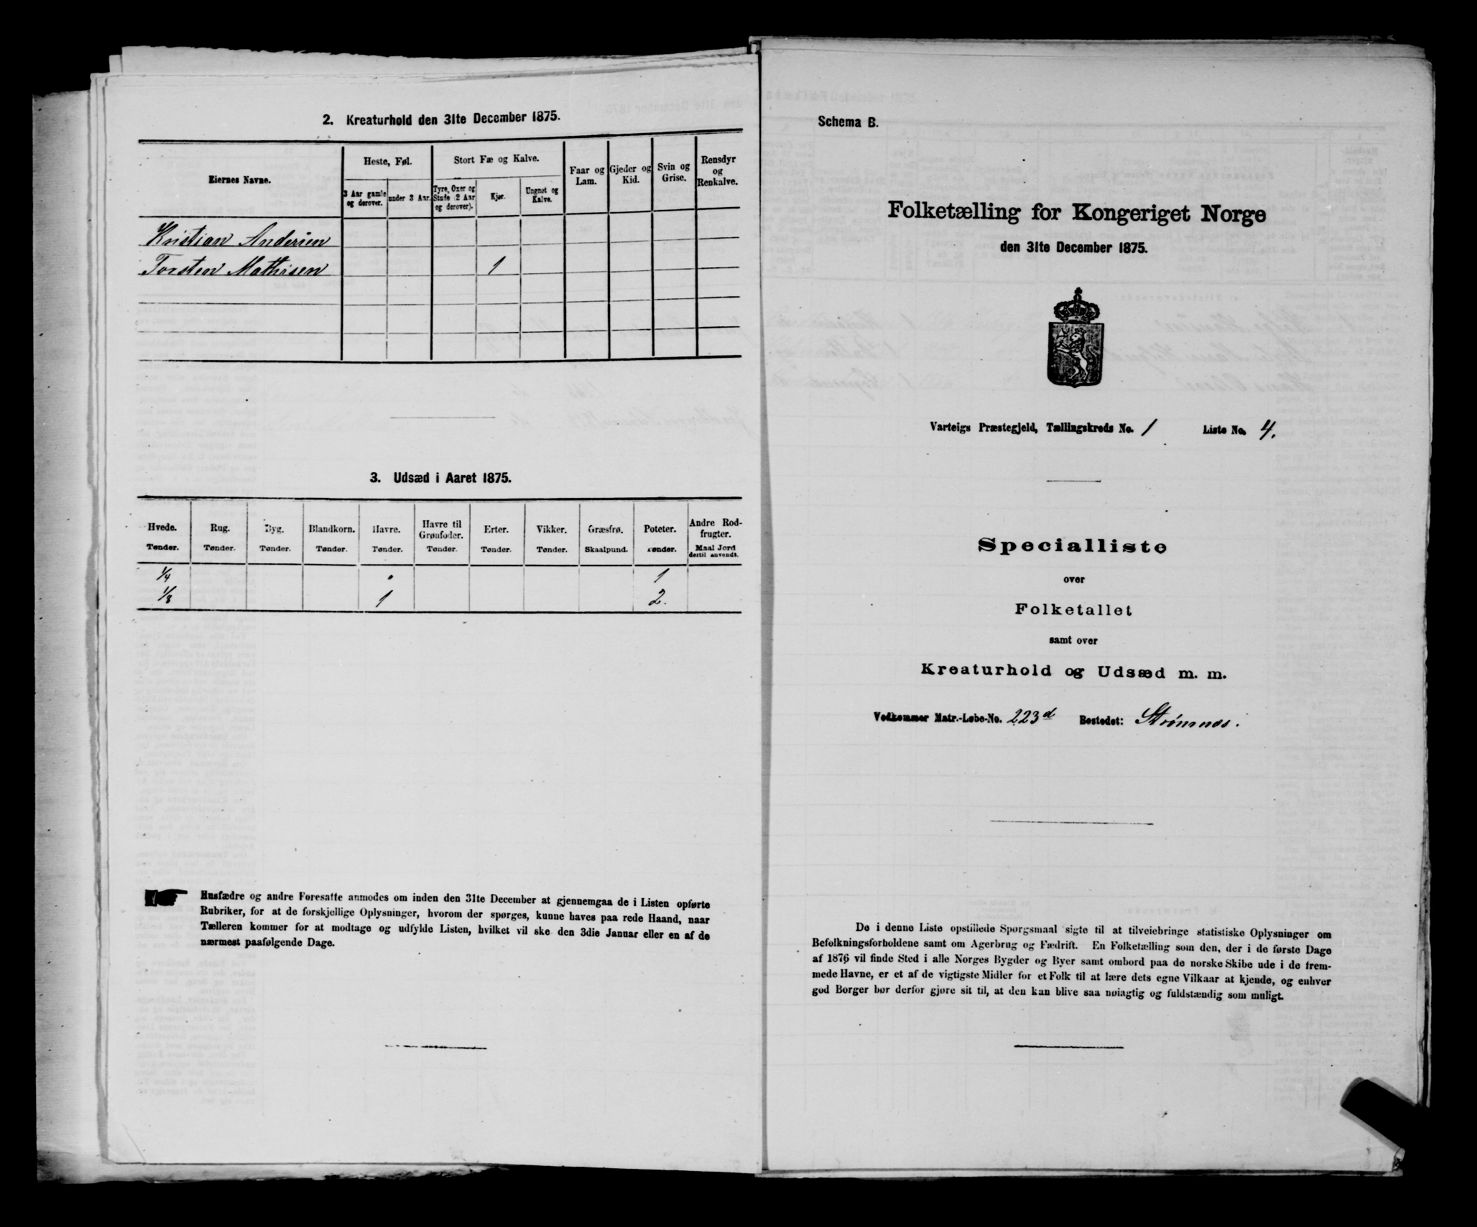 2. Kreaturhold den 31te December 1875.
Eiernes Navne.
Heste, Føl.
Stort Fæ og Kalve.
Faar og Lam.
Gjeder og Kid.
Svin og Grise.
Rensdyr og Renkalve.
3 Aar gamle og derover.
under 3 Aar.
Tyre, Oxer og Stude (2 Aar og derover).
Kjør.
Ungnøt og Kalve.
Kristian Andersen
Torsten Mathisen 1
3. Udsæd i Aaret 1875.
Hvede. Rug. Byg. Blandkorn. Havre. Havre til Grønfoder. Erter. Vikker. Græsfrø. Poteter. Andre Rodfrugter.
Tønder. Tønder. Tønder. Tønder. Tønder. Tønder. Tønder. Tønder. Skaalpund. Tønder. Maal Jord dertil anvendt.
1/4 1
1/8 1 2
Husfædre og andre Foresatte anmodes om inden den 31te December at gjennemgaa de i Listen opførte
Rubriker, for at de forskjellige Oplysninger, hvorom der spørges, kunne haves paa rede Haand, naar
Tælleren kommer for at modtage og udfylde Listen, hvilket vil ske den 3die Januar eller en af de
nærmest paafølgende Dage.
Schema B.
Folketælling for Kongeriget Norge
den 31te December 1875.
Varteigs Præstegjeld, Tællingskreds No. 1 Liste No. 4.
Specialliste
over
Folketallet
samt over
Kreaturhold og Udsæd m. m.
Vedkommer Matr.-Løbe-No. 223d Bostedet: Strømnes.
De i denne Liste opstillede Spørgsmaal sigte til at tilveiebringe statistiske Oplysninger om
Befolkningsforholdene samt om Agerbrug og Fædrift. En Folketælling som den, der i de første Dage
af 1876 vil finde Sted i alle Norges Bygder og Byer samt ombord paa de norske Skibe ude i de frem-
mede Havne, er et af de vigtigste Midler for et Folk til at lære dets egne Vilkaar at kjende, og enhver
god Borger bør derfor gjøre sit til, at den kan blive saa nøiagtig og fuldstændig som muligt.